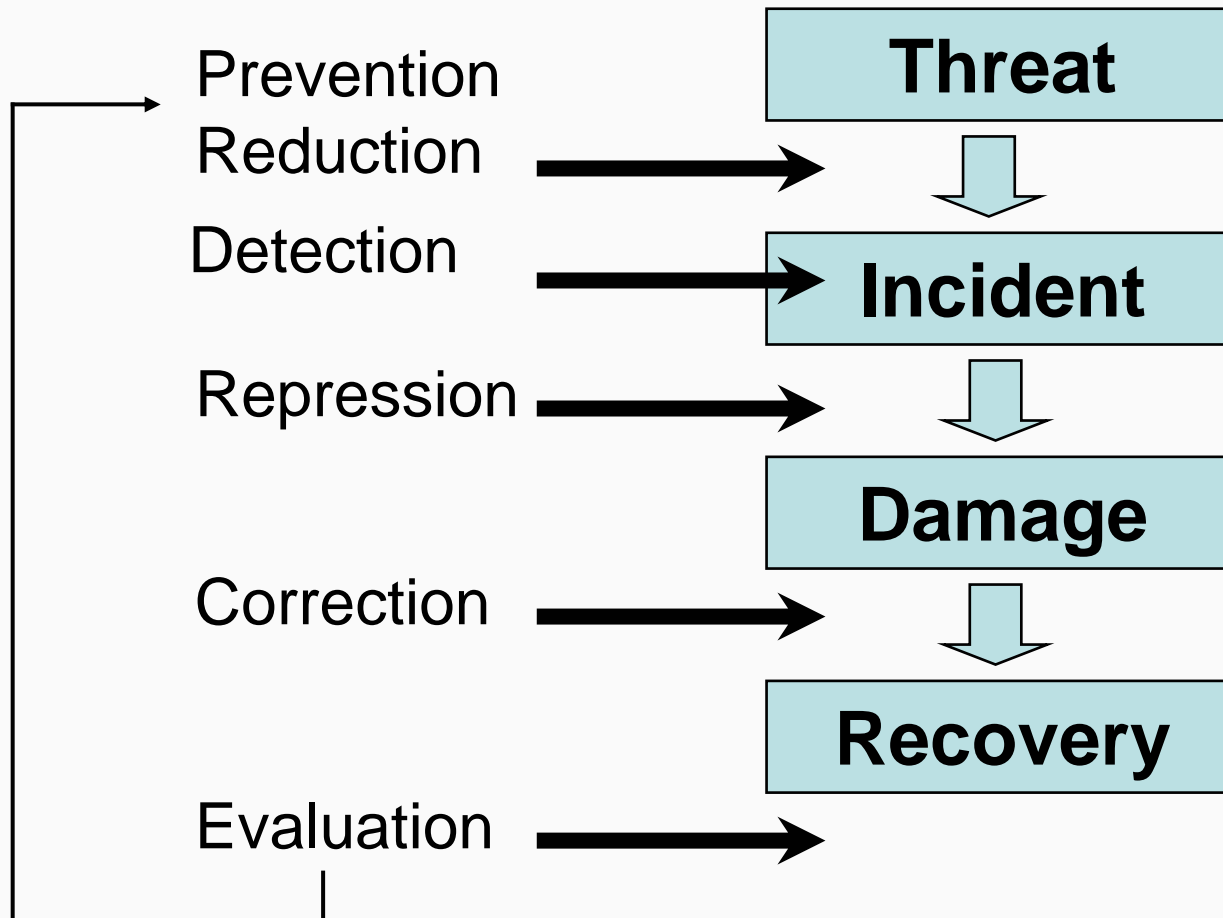 Prevention
Threat
Reduction
Detection
Incident
Repression
Damage
Correction
Recovery
Evaluation